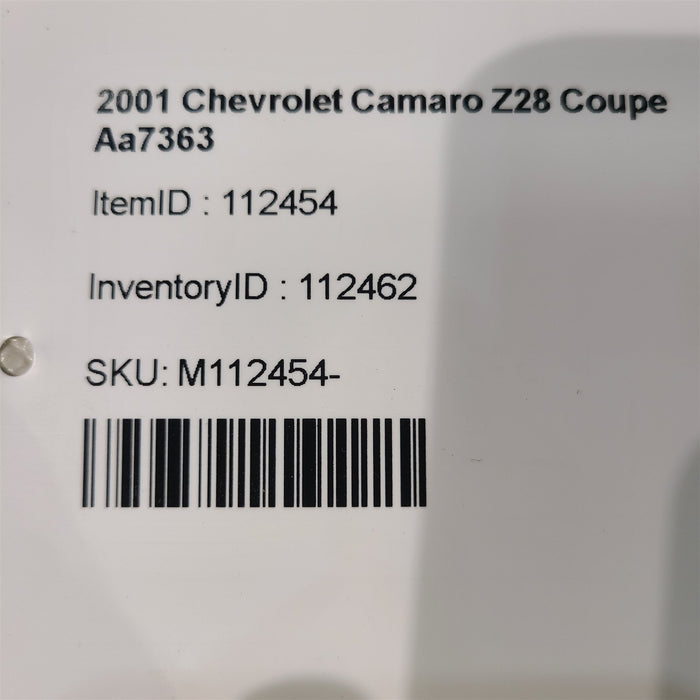 2001 Chevrolet Camaro Z28 Coupe
Aa7363
ItemID : 112454
InventoryID : 112462
SKU: M112454-